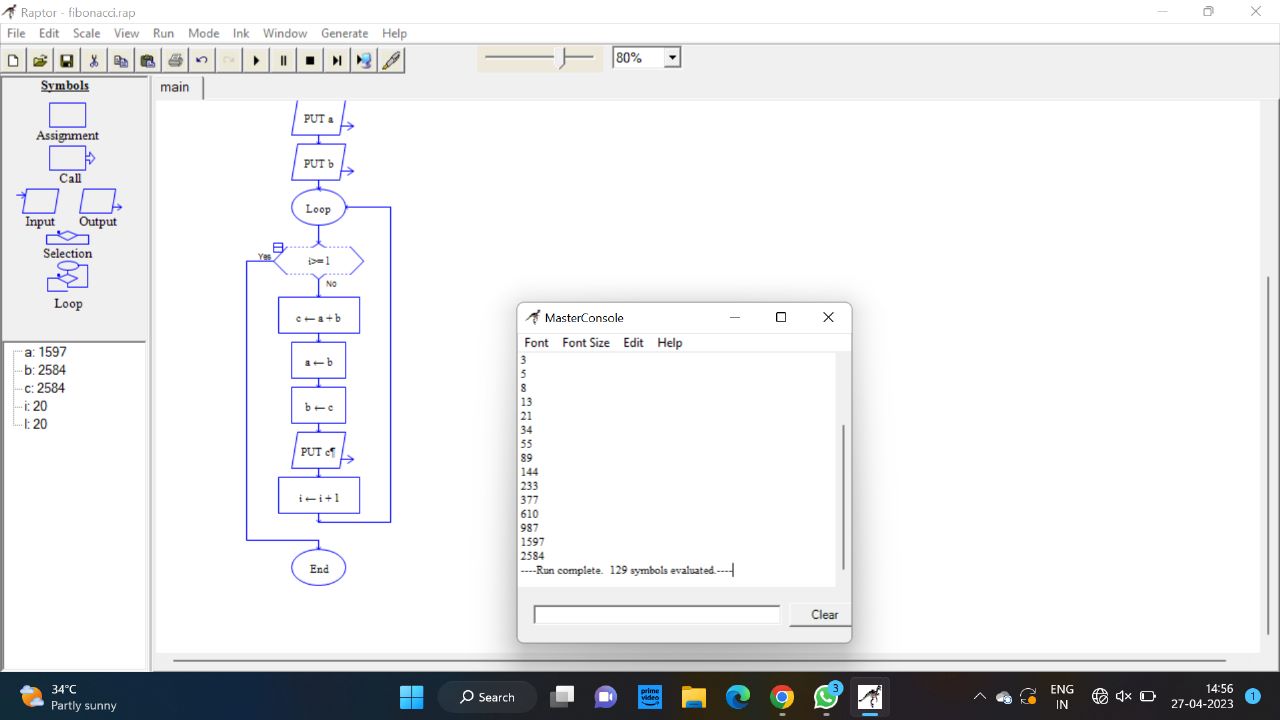 Raptor - fibonacci.rap
File Edit Scale View Run Mode Ink Window Generate Help
80%
Symbols
Assignment
Call
Input Output
Selection
Loop
a: 1597
b: 2584
c: 2584
i: 20
l: 20
main
PUT a
PUT b
Loop
Yes
i>= l
No
c ← a + b
a ← b
b ← c
PUT c¶
i ← i + 1
End
MasterConsole
Font Font Size Edit Help
3
5
8
13
21
34
55
89
144
233
377
610
987
1597
2584
----Run complete. 129 symbols evaluated.----
Clear
34°C
Partly sunny
Search
prime video
3
ENG
IN
14:56
27-04-2023
1